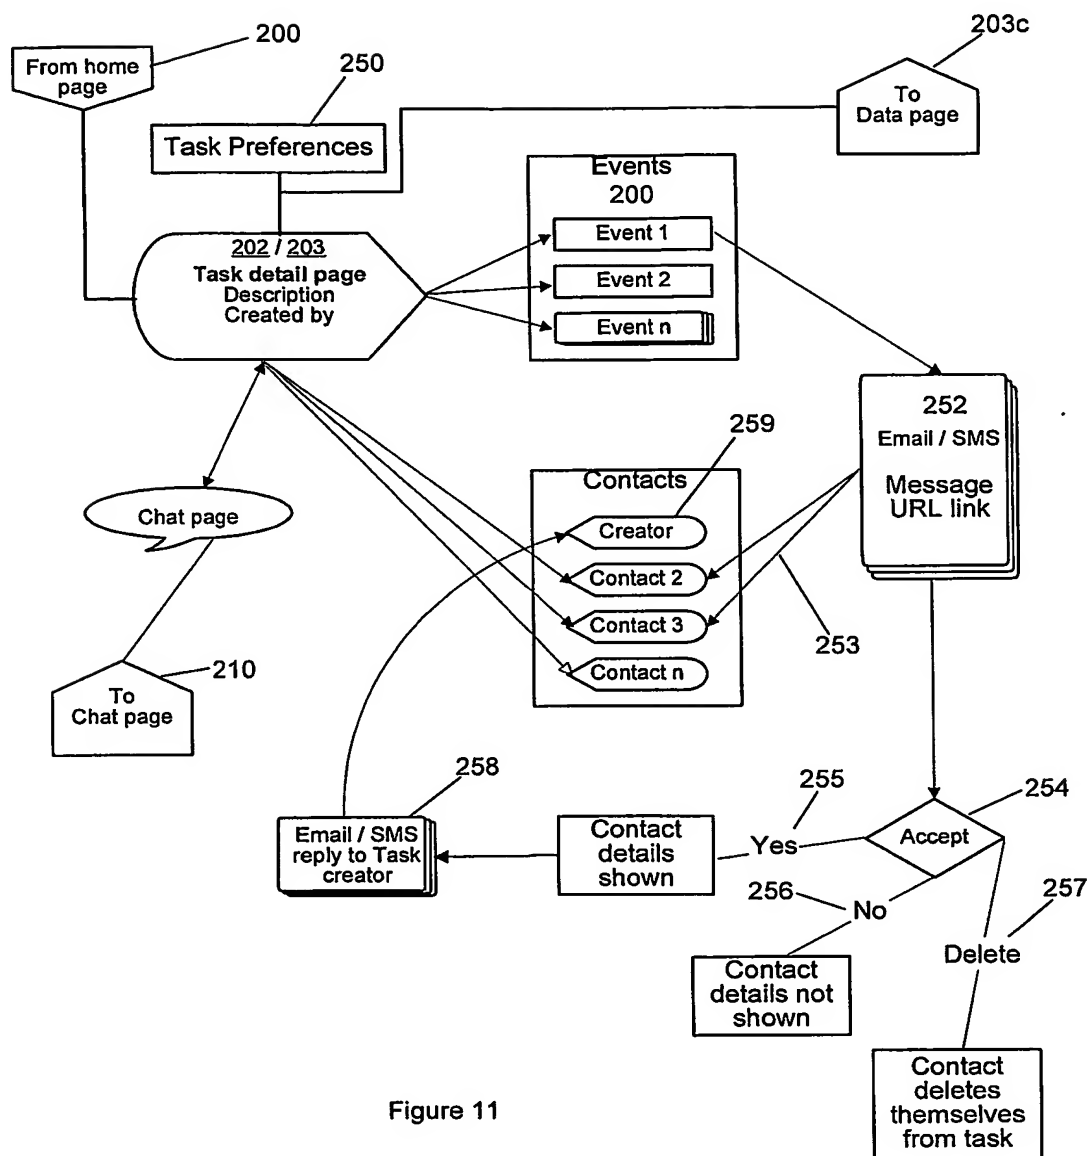 200
From home
page
250
Task Preferences
203c
To
Data page
202 / 203
Task detail page
Description
Created by
Events
200
Event 1
Event 2
Event n
252
Email / SMS
Message
URL link
259
Contacts
Creator
Contact 2
Contact 3
Contact n
253
Chat page
210
To
Chat page
258
Email / SMS
reply to Task
creator
Contact
details
shown
255
Yes
254
Accept
256
No
Contact
details not
shown
257
Delete
Contact
deletes
themselves
from task
Figure 11